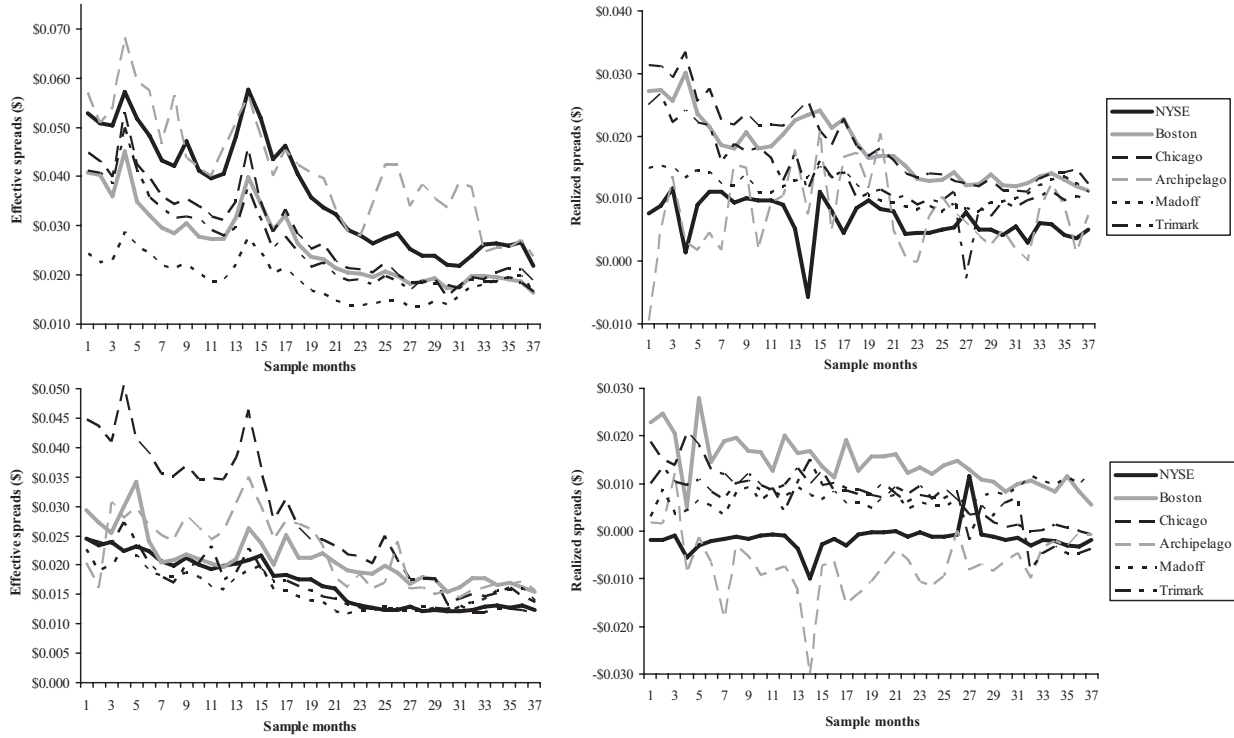 Effective spreads ($)
$0.070
$0.060
$0.050
$0.040
$0.030
$0.020
$0.010
1 3 5 7 9 11 13 15 17 19 21 23 25 27 29 31 33 35 37
Sample months
Realized spreads ($)
$0.040
$0.030
$0.020
$0.010
$0.000
-$0.010
1 3 5 7 9 11 13 15 17 19 21 23 25 27 29 31 33 35 37
Sample months
NYSE
Boston
Chicago
Archipelago
Madoff
Trimark
Effective spreads ($)
$0.050
$0.045
$0.040
$0.035
$0.030
$0.025
$0.020
$0.015
$0.010
$0.005
$0.000
1 3 5 7 9 11 13 15 17 19 21 23 25 27 29 31 33 35 37
Sample months
Realized spreads ($)
$0.030
$0.020
$0.010
$0.000
-$0.010
-$0.020
-$0.030
1 3 5 7 9 11 13 15 17 19 21 23 25 27 29 31 33 35 37
Sample months
NYSE
Boston
Chicago
Archipelago
Madoff
Trimark